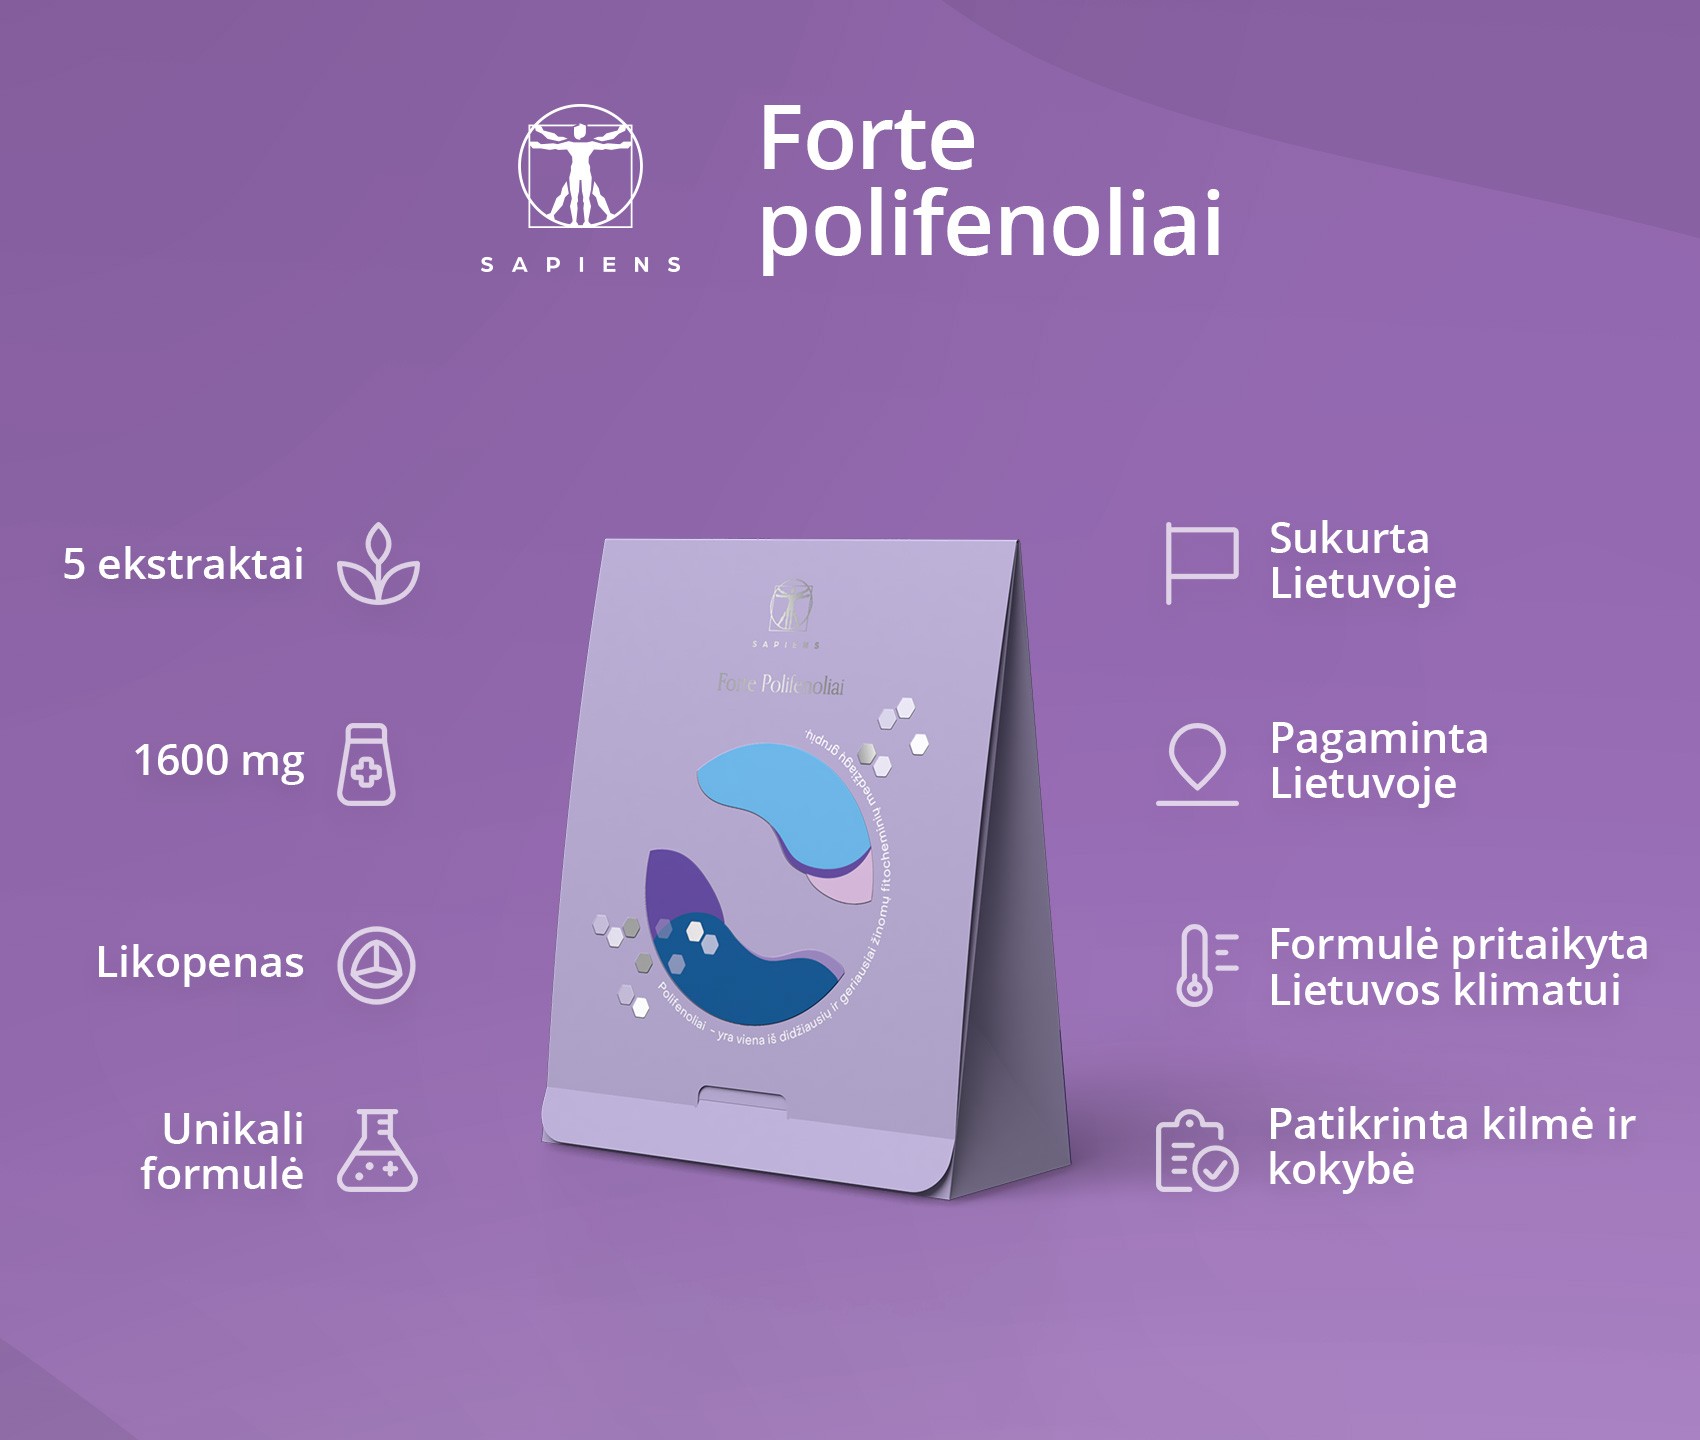 SAPIENS
Forte
polifenoliai
5 ekstraktai
1600 mg
Likopenas
Unikali
formulė
SAPIENS
Forte Polifenoliai
Polifenoliai - yra viena iš didžiausių ir geriausiai žinomų fitocheminių medžiagų grupių.
Sukurta
Lietuvoje
Pagaminta
Lietuvoje
Formulė pritaikyta
Lietuvos klimatui
Patikrinta kilmė ir
kokybė